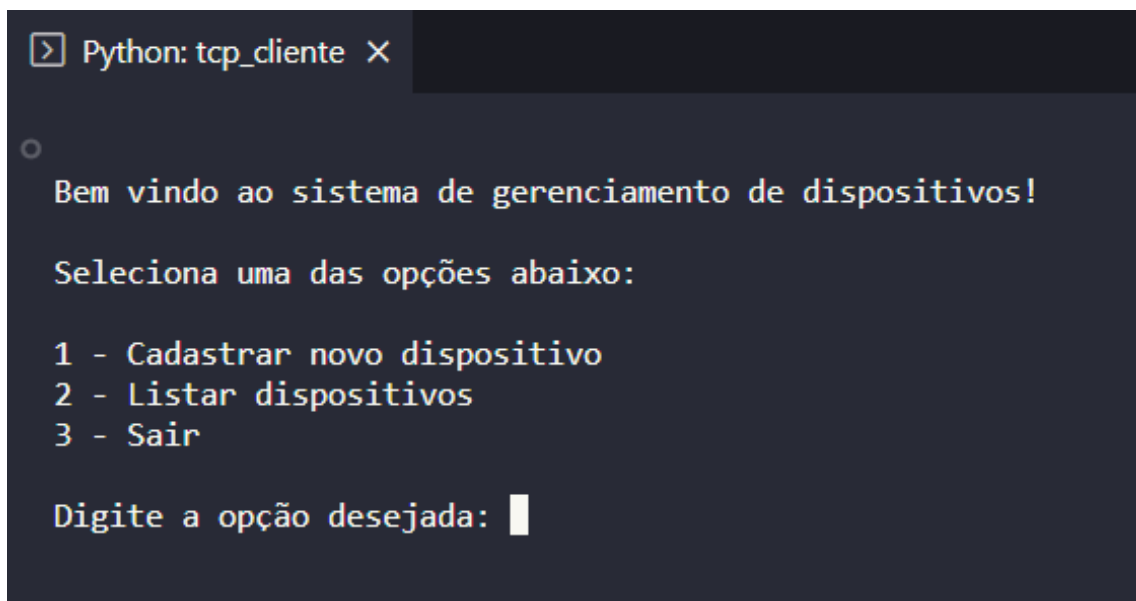 Python: tcp_cliente
Bem vindo ao sistema de gerenciamento de dispositivos!
Seleciona uma das opções abaixo:
1 - Cadastrar novo dispositivo
2 - Listar dispositivos
3 - Sair
Digite a opção desejada: